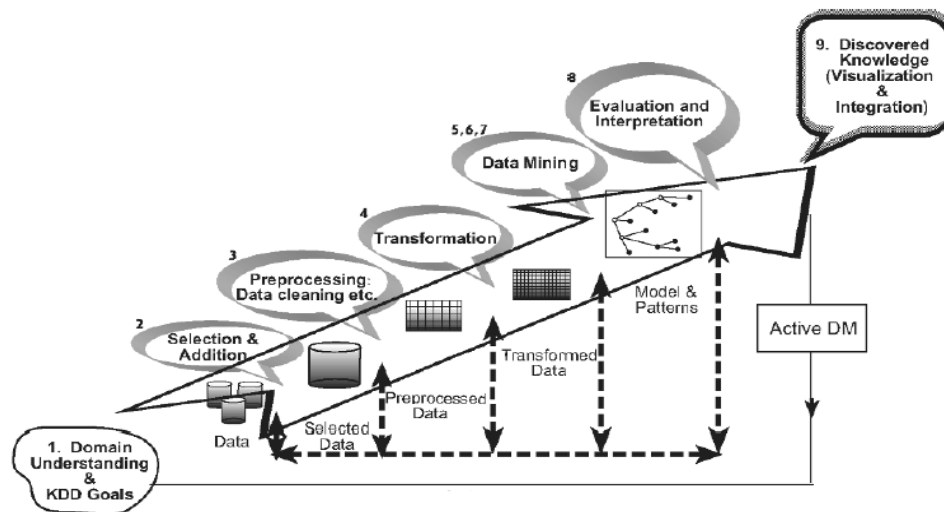 9. Discovered
Knowledge
(Visualization
&
Integration)
8
Evaluation and
Interpretation
5,6,7
Data Mining
4
Transformation
3
Preprocessing:
Data cleaning etc.
2
Selection &
Addition
Model &
Patterns
Active DM
Transformed
Data
Preprocessed
Data
Selected
Data
Data
1. Domain
Understanding
&
KDD Goals